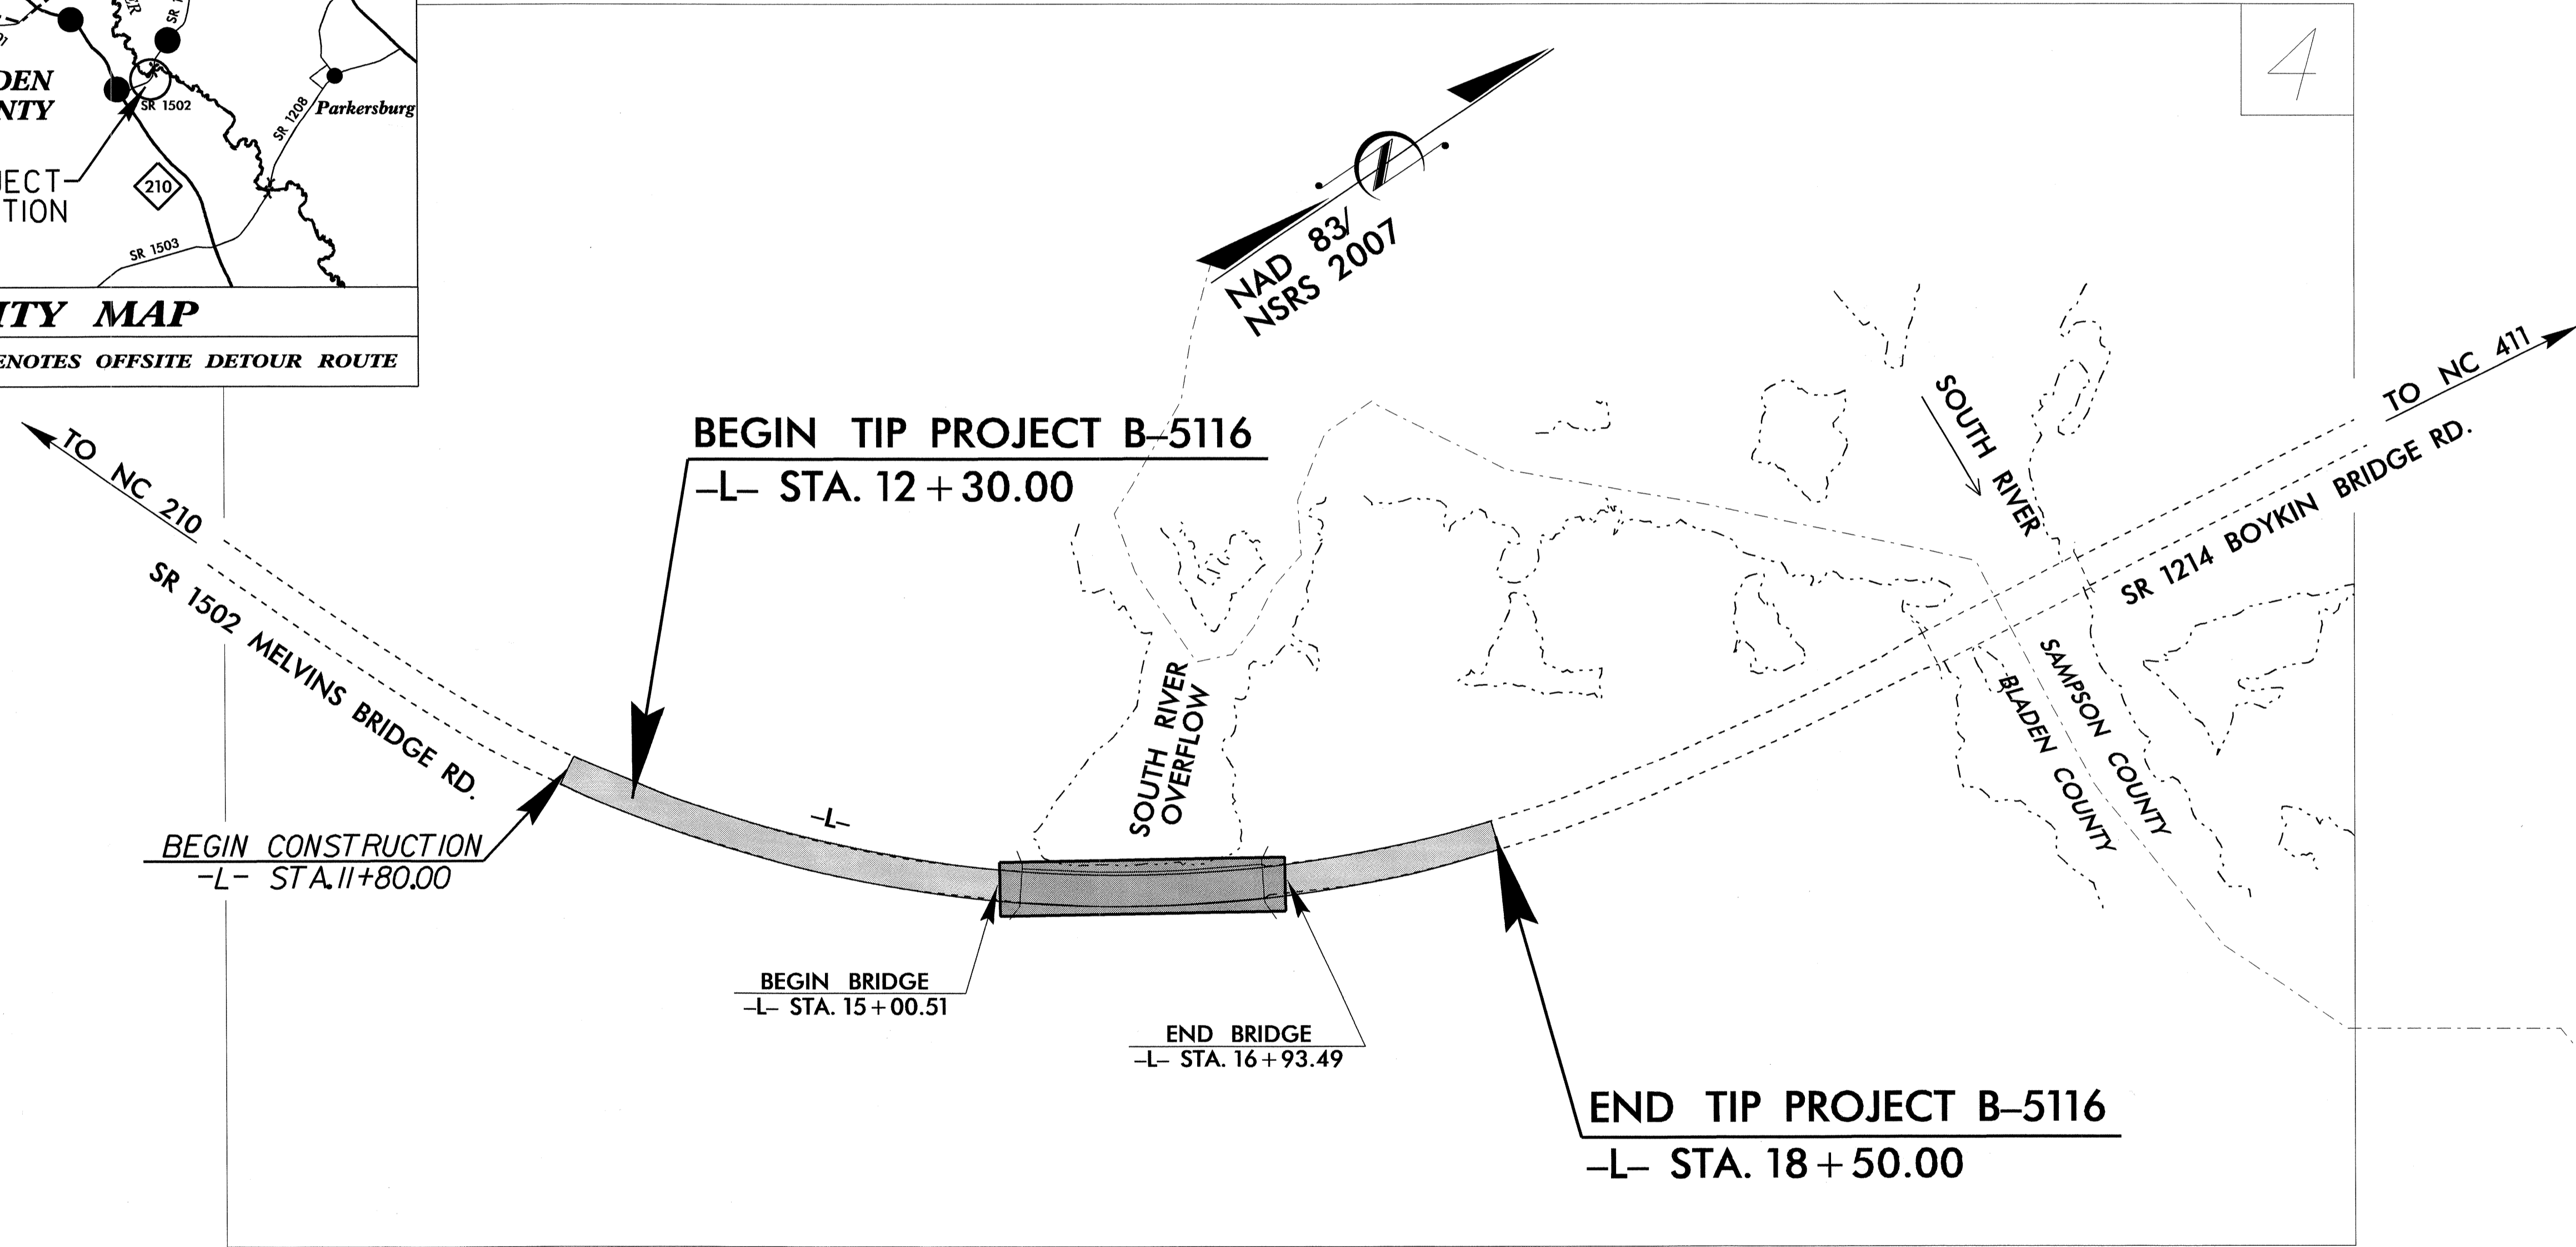 SR 1502
DEN
NTY
SR 1208
Parkersburg
JECT
TION
210
SR 1503
ITY MAP
ENOTES OFFSITE DETOUR ROUTE
4
NAD 83/
NSRS 2007
TO NC 210
SR 1502 MELVINS BRIDGE RD.
BEGIN TIP PROJECT B-5116
-L- STA. 12+30.00
BEGIN CONSTRUCTION
-L- STA.11+80.00
-L-
SOUTH RIVER
OVERFLOW
BEGIN BRIDGE
-L- STA. 15+00.51
END BRIDGE
-L- STA. 16+93.49
END TIP PROJECT B-5116
-L- STA. 18+50.00
SOUTH RIVER
TO NC 411
SR 1214 BOYKIN BRIDGE RD.
SAMPSON COUNTY
BLADEN COUNTY